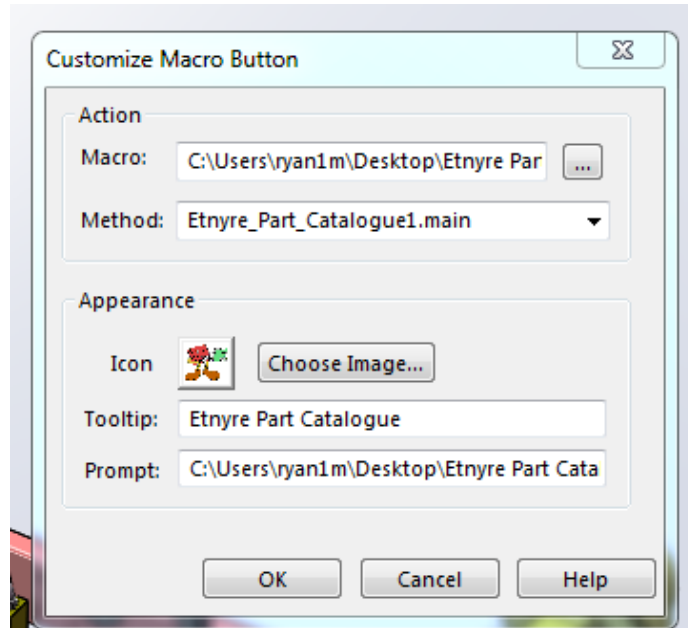 Customize Macro Button
Action
Macro: C:\Users\ryan1m\Desktop\Etnyre Par ...
Method: Etnyre_Part_Catalogue1.main
Appearance
Icon Choose Image...
Tooltip: Etnyre Part Catalogue
Prompt: C:\Users\ryan1m\Desktop\Etnyre Part Cata
OK Cancel Help